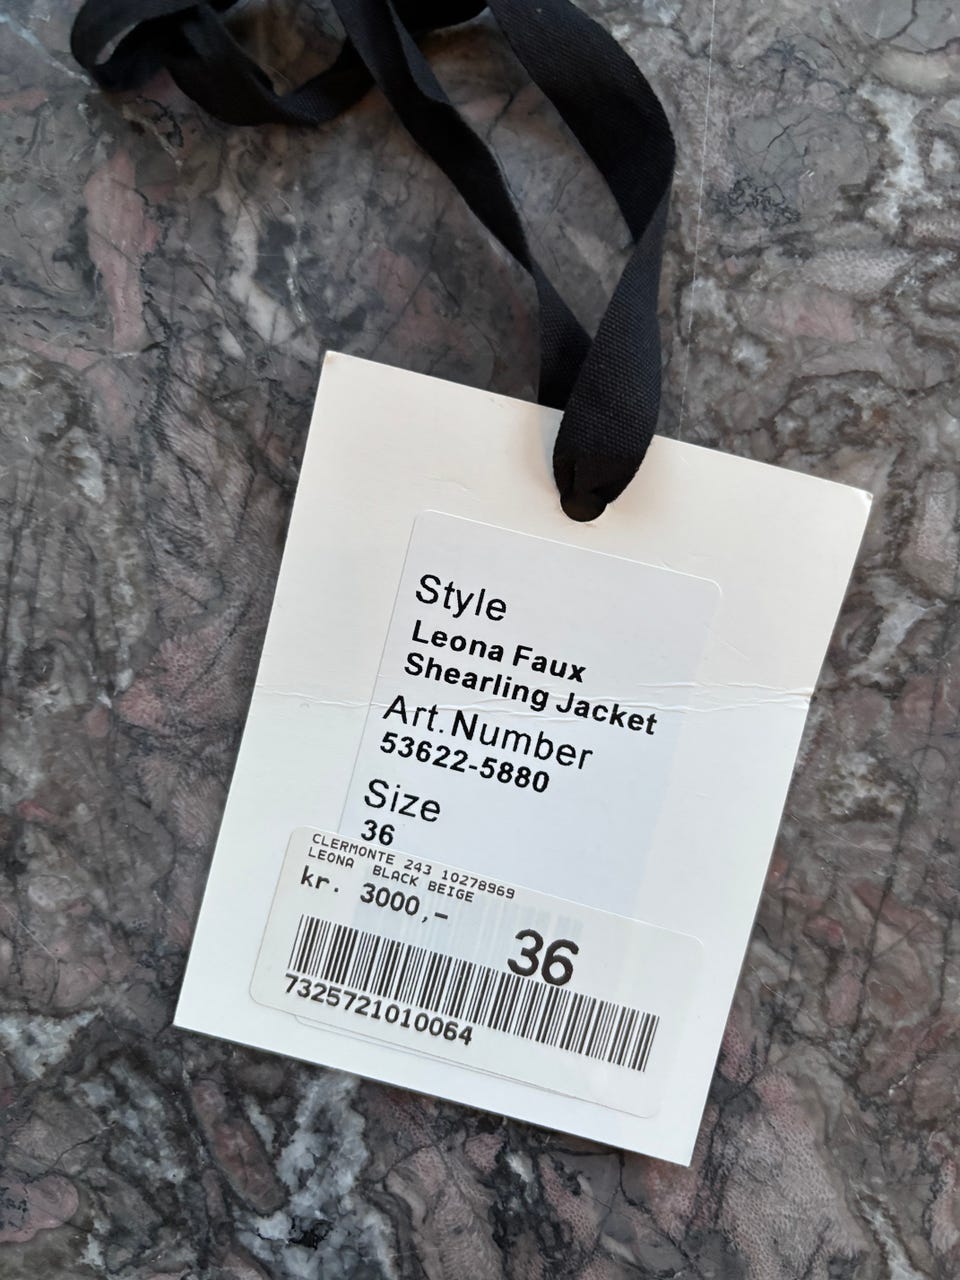 Style
Leona Faux
Shearling Jacket
Art.Number
53622-5880
Size
36
CLERMONTE 243 10278969
LEONA BLACK BEIGE
kr. 3000,-
36
7325721010064